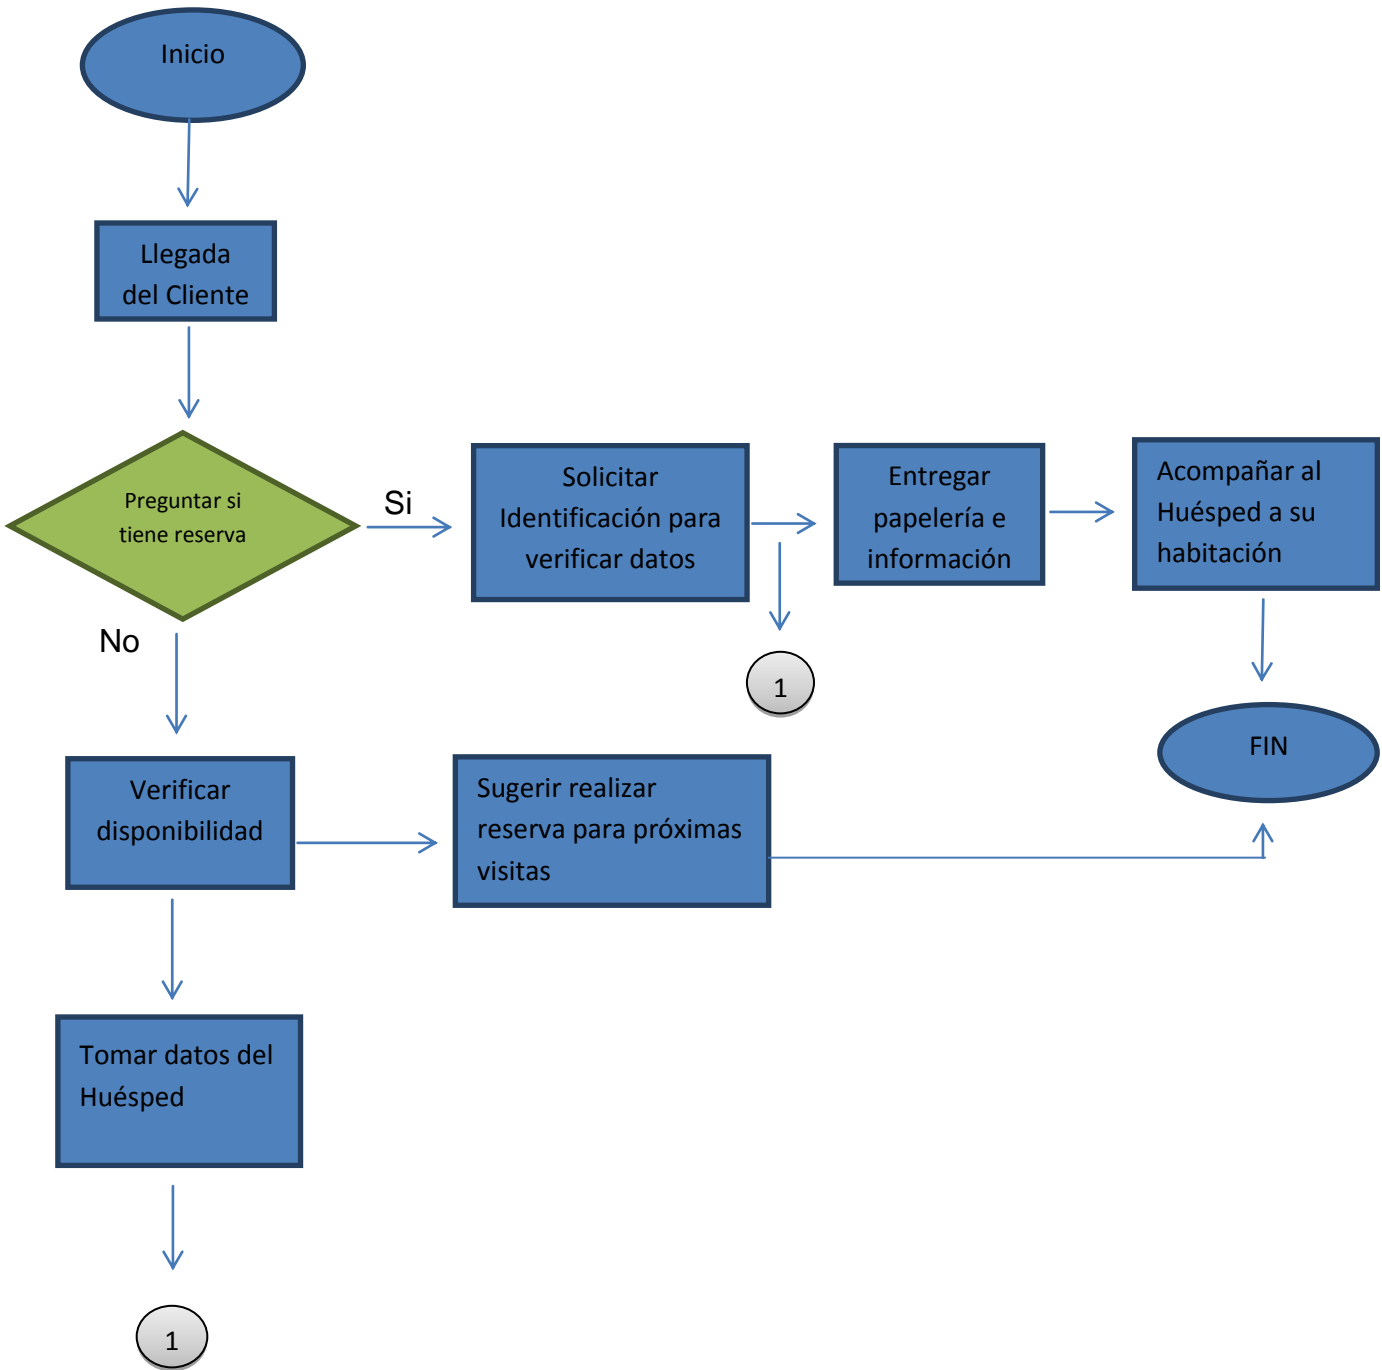 Inicio
Llegada
del Cliente
Preguntar si
tiene reserva
Si
Solicitar
Identificación para
verificar datos
Entregar
papelería e
información
Acompañar al
Huésped a su
habitación
No
1
FIN
Verificar
disponibilidad
Sugerir realizar
reserva para próximas
visitas
Tomar datos del
Huésped
1